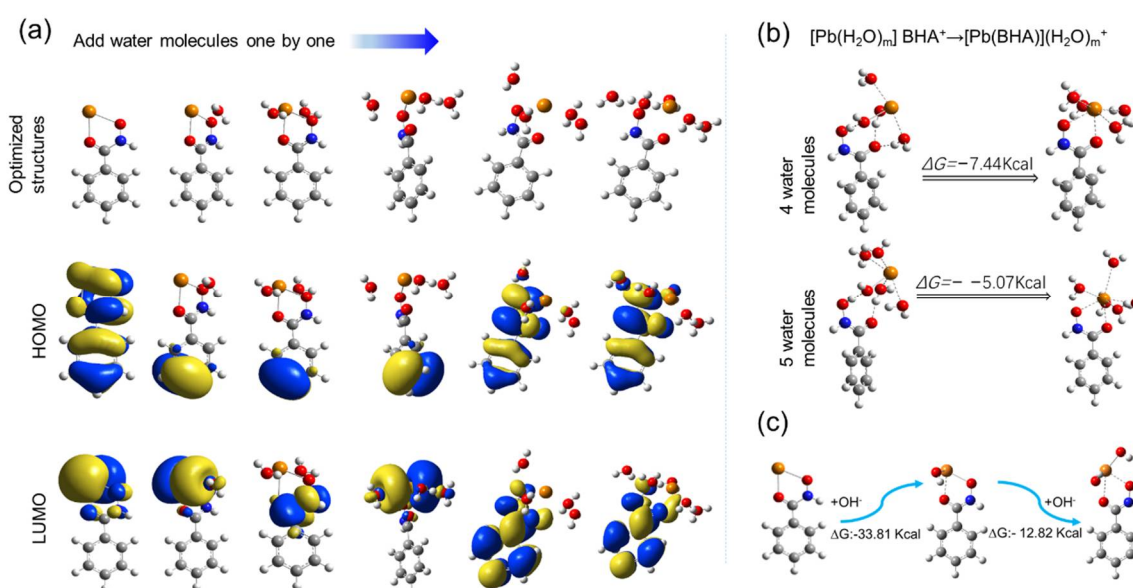 (a)
Add water molecules one by one
Optimized
structures
HOMO
LUMO
(b)
[Pb(H₂O)ₘ] BHA⁺→[Pb(BHA)](H₂O)ₘ⁺
4 water
molecules
ΔG=−7.44Kcal
5 water
molecules
ΔG=− −5.07Kcal
(c)
+OH⁻
ΔG:-33.81 Kcal
+OH⁻
ΔG:- 12.82 Kcal